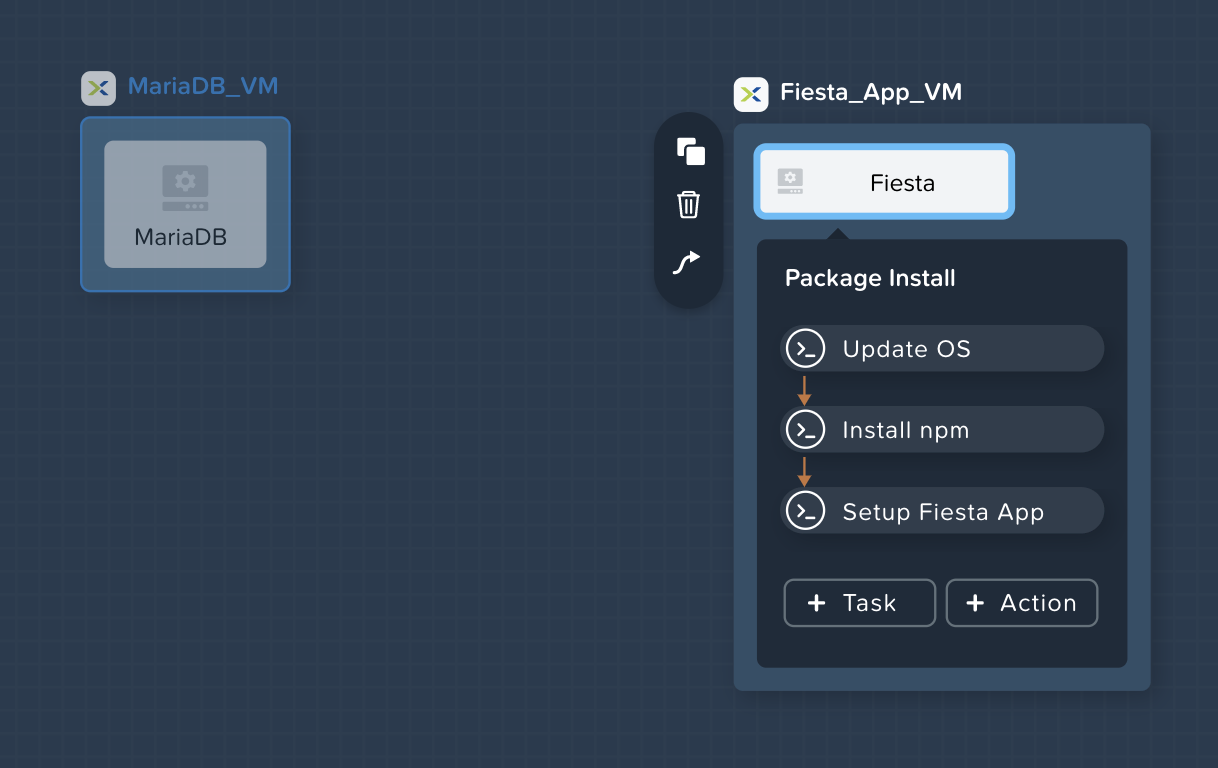 MariaDB_VM
MariaDB
Fiesta_App_VM
Fiesta
Package Install
Update OS
Install npm
Setup Fiesta App
+ Task
+ Action